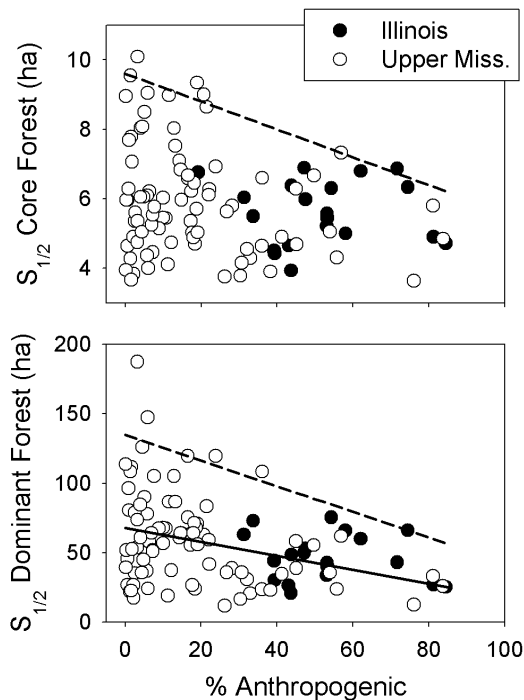 Illinois
Upper Miss.
S1/2 Core Forest (ha)
10
8
6
4
S1/2 Dominant Forest (ha)
200
150
100
50
0
0 20 40 60 80 100
% Anthropogenic